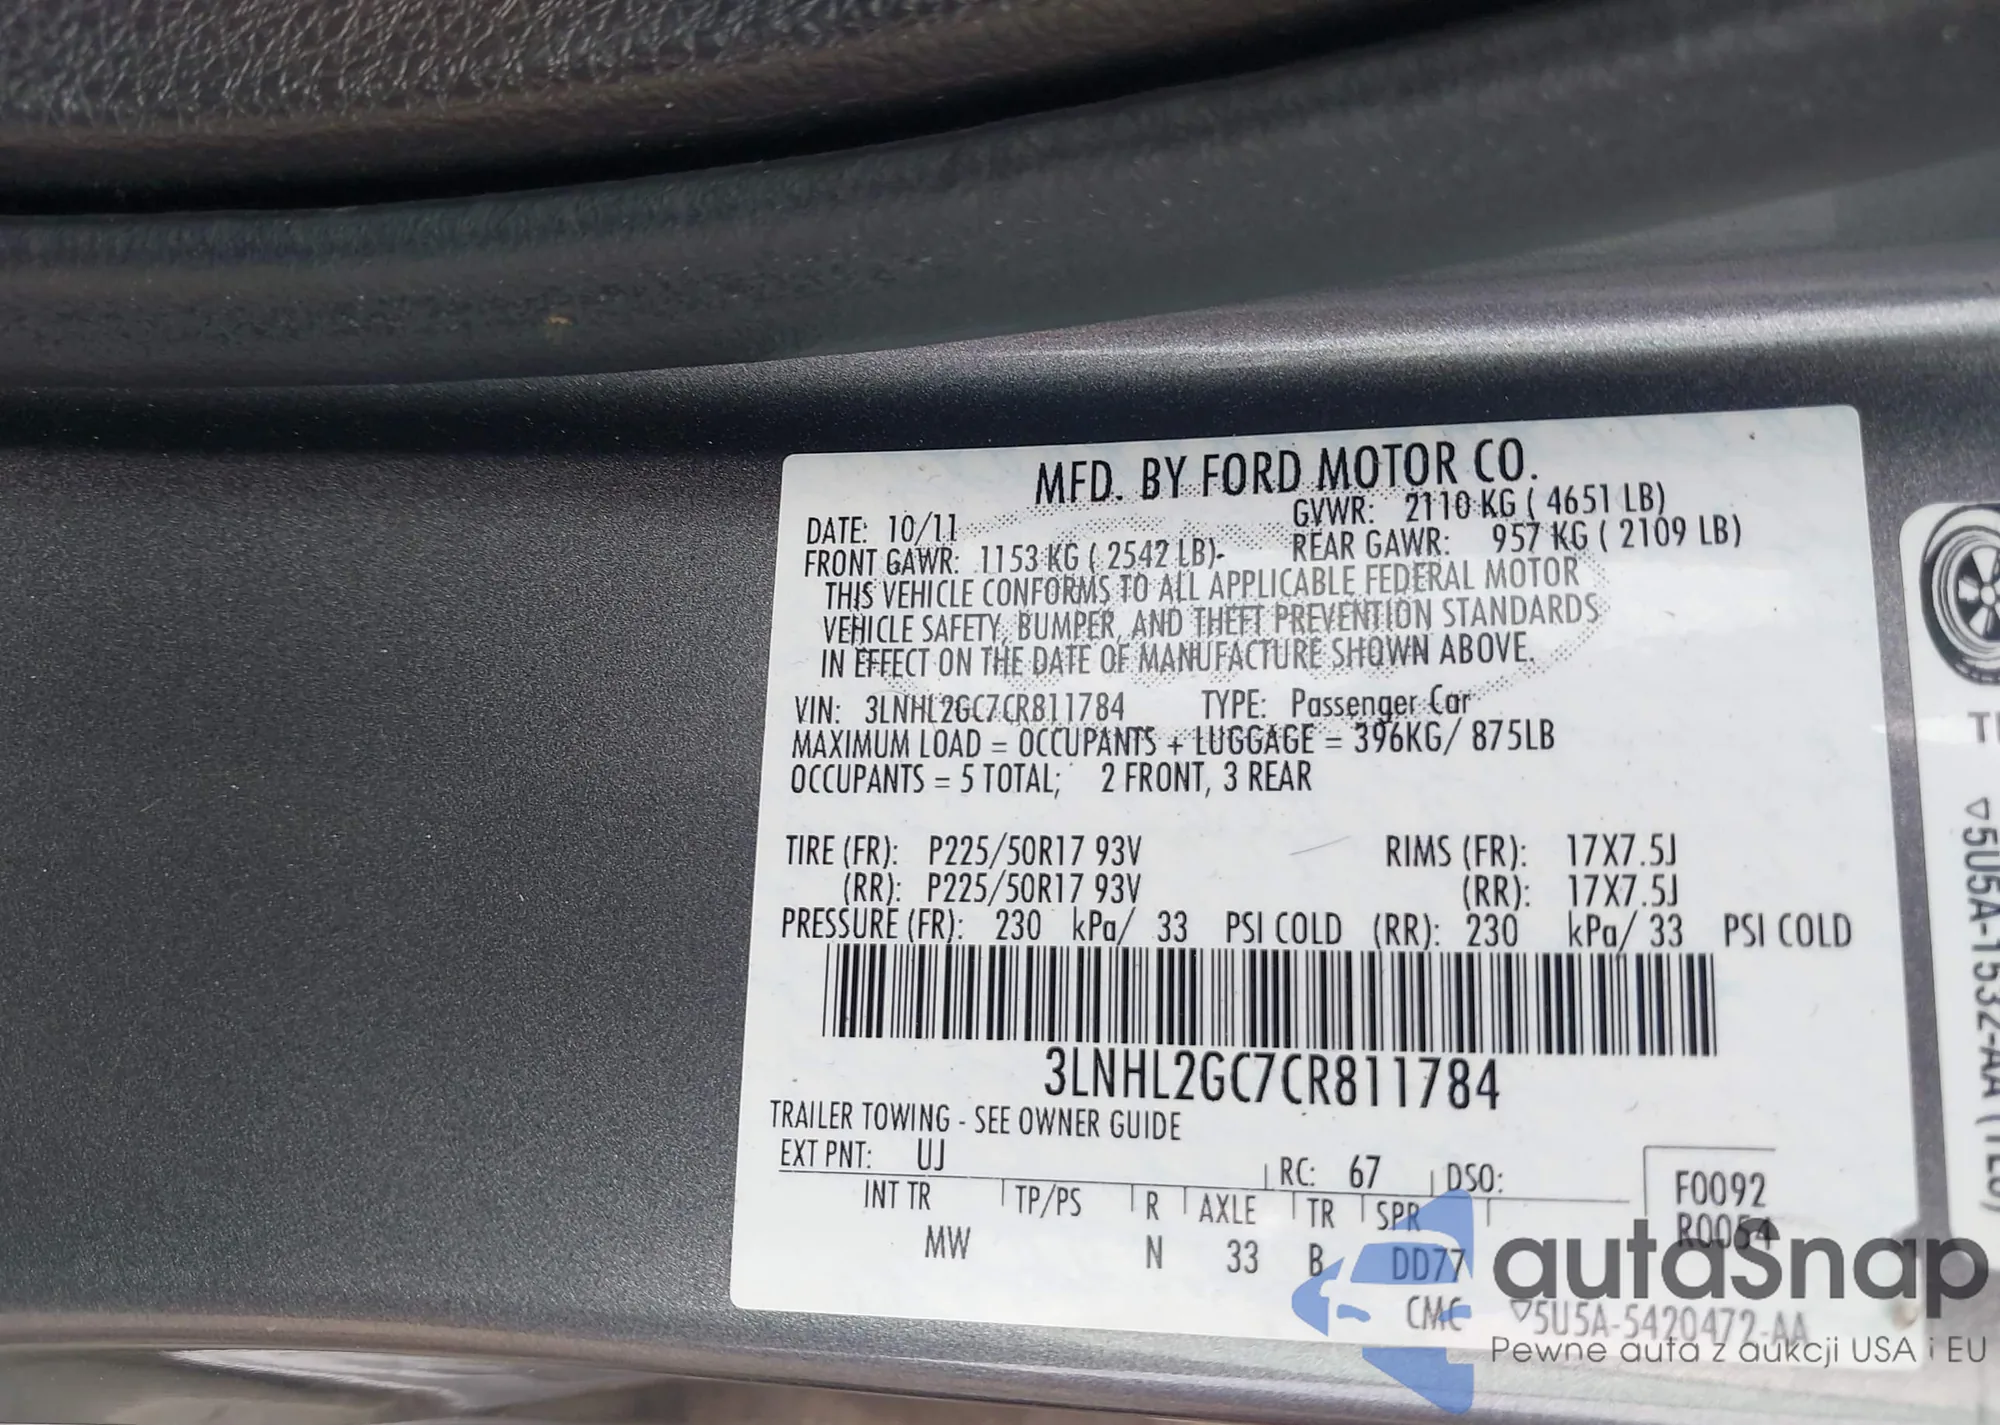 MFD. BY FORD MOTOR CO.
DATE: 10/11 GVWR: 2110 KG ( 4651 LB)
FRONT GAWR: 1153 KG ( 2542 LB) REAR GAWR: 957 KG ( 2109 LB)
THIS VEHICLE CONFORMS TO ALL APPLICABLE FEDERAL MOTOR
VEHICLE SAFETY, BUMPER, AND THEFT PREVENTION STANDARDS
IN EFFECT ON THE DATE OF MANUFACTURE SHOWN ABOVE.
VIN: 3LNHL2GC7CR811784 TYPE: Passenger Car
MAXIMUM LOAD = OCCUPANTS + LUGGAGE = 396KG/ 875LB
OCCUPANTS = 5 TOTAL; 2 FRONT, 3 REAR
TIRE (FR): P225/50R17 93V RIMS (FR): 17X7.5J
(RR): P225/50R17 93V (RR): 17X7.5J
PRESSURE (FR): 230 kPa/ 33 PSI COLD (RR): 230 kPa/ 33 PSI COLD
3LNHL2GC7CR811784
TRAILER TOWING - SEE OWNER GUIDE
EXT PNT: UJ RC: 67 DSO:
INT TR TP/PS R AXLE TR SPR
MW N 33 B DD77
F0092
R0054
CMC ▽5U5A-5420472-AA
▽5U5A-1532-AA
autoSnap
Pewne auta z aukcji USA i EU